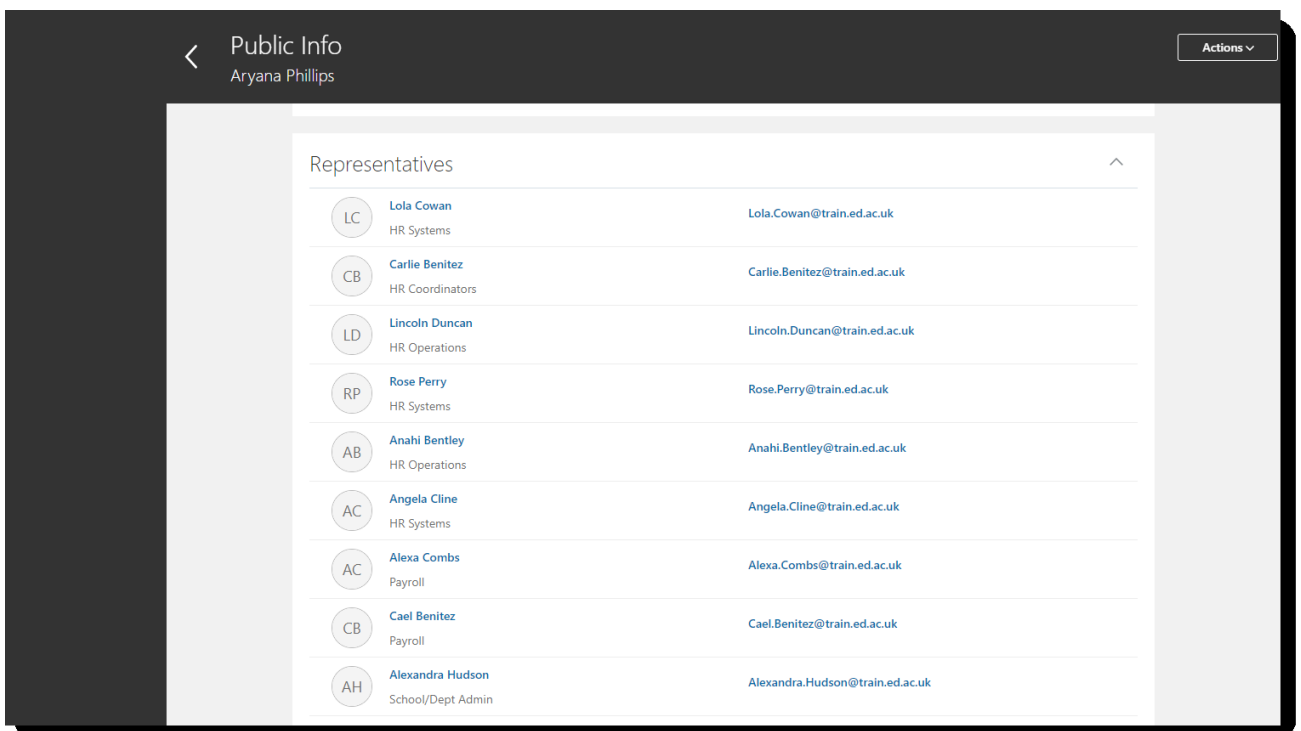 Public Info
Aryana Phillips
Actions
Representatives
LC
Lola Cowan
HR Systems
Lola.Cowan@train.ed.ac.uk
CB
Carlie Benitez
HR Coordinators
Carlie.Benitez@train.ed.ac.uk
LD
Lincoln Duncan
HR Operations
Lincoln.Duncan@train.ed.ac.uk
RP
Rose Perry
HR Systems
Rose.Perry@train.ed.ac.uk
AB
Anahi Bentley
HR Operations
Anahi.Bentley@train.ed.ac.uk
AC
Angela Cline
HR Systems
Angela.Cline@train.ed.ac.uk
AC
Alexa Combs
Payroll
Alexa.Combs@train.ed.ac.uk
CB
Cael Benitez
Payroll
Cael.Benitez@train.ed.ac.uk
AH
Alexandra Hudson
School/Dept Admin
Alexandra.Hudson@train.ed.ac.uk